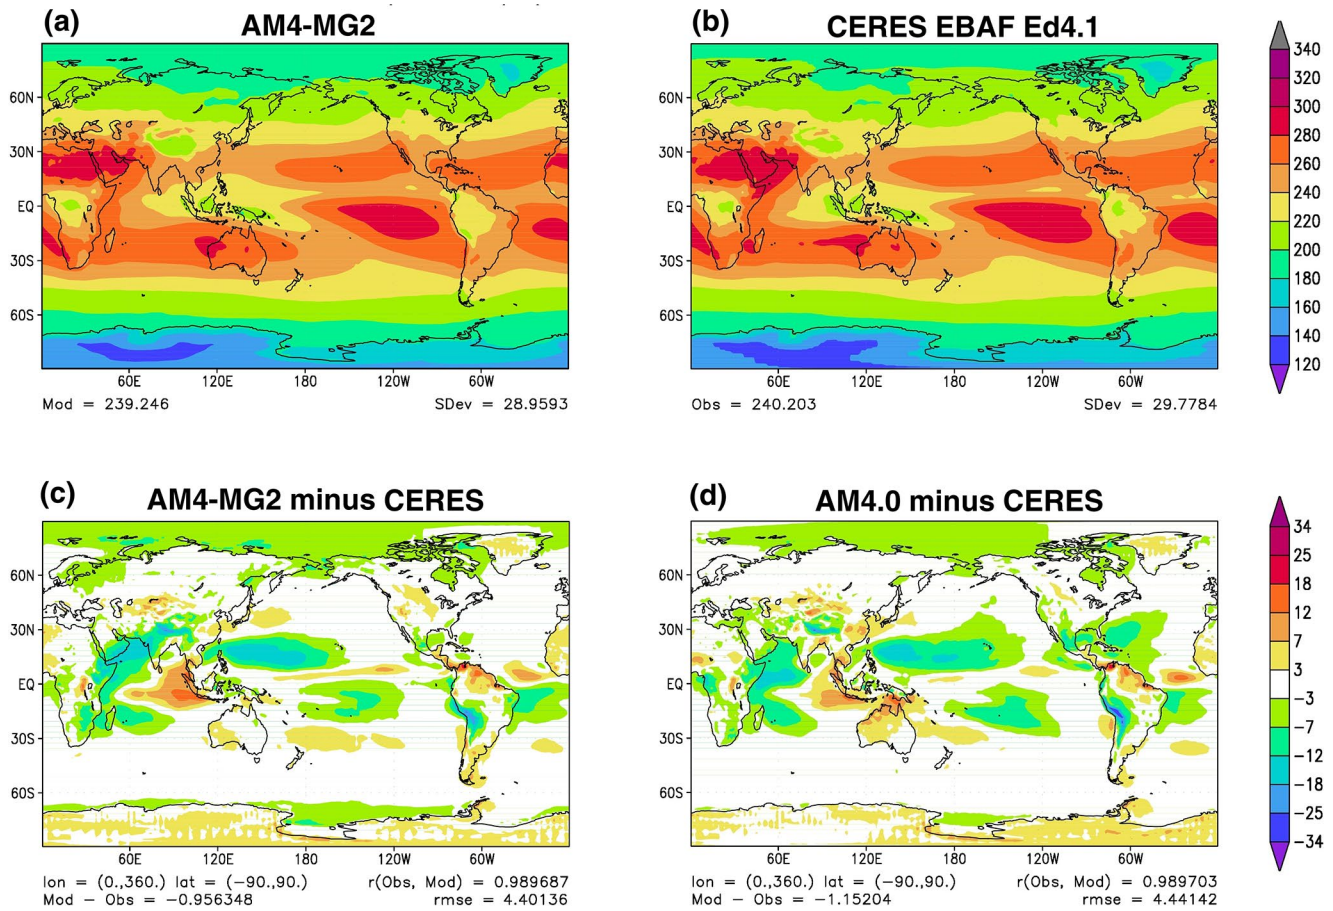 (a) AM4-MG2
(b) CERES EBAF Ed4.1
60N
30N
EQ
30S
60S
60E 120E 180 120W 60W
Mod = 239.246 SDev = 28.9593
60N
30N
EQ
30S
60S
60E 120E 180 120W 60W
Obs = 240.203 SDev = 29.7784
340
320
300
280
260
240
220
200
180
160
140
120
(c) AM4-MG2 minus CERES
(d) AM4.0 minus CERES
60N
30N
EQ
30S
60S
60E 120E 180 120W 60W
lon = (0.,360.) lat = (-90.,90.) r(Obs, Mod) = 0.989687
Mod - Obs = -0.956348 rmse = 4.40136
60N
30N
EQ
30S
60S
60E 120E 180 120W 60W
lon = (0.,360.) lat = (-90.,90.) r(Obs, Mod) = 0.989703
Mod - Obs = -1.15204 rmse = 4.44142
34
25
18
12
7
3
-3
-7
-12
-18
-25
-34